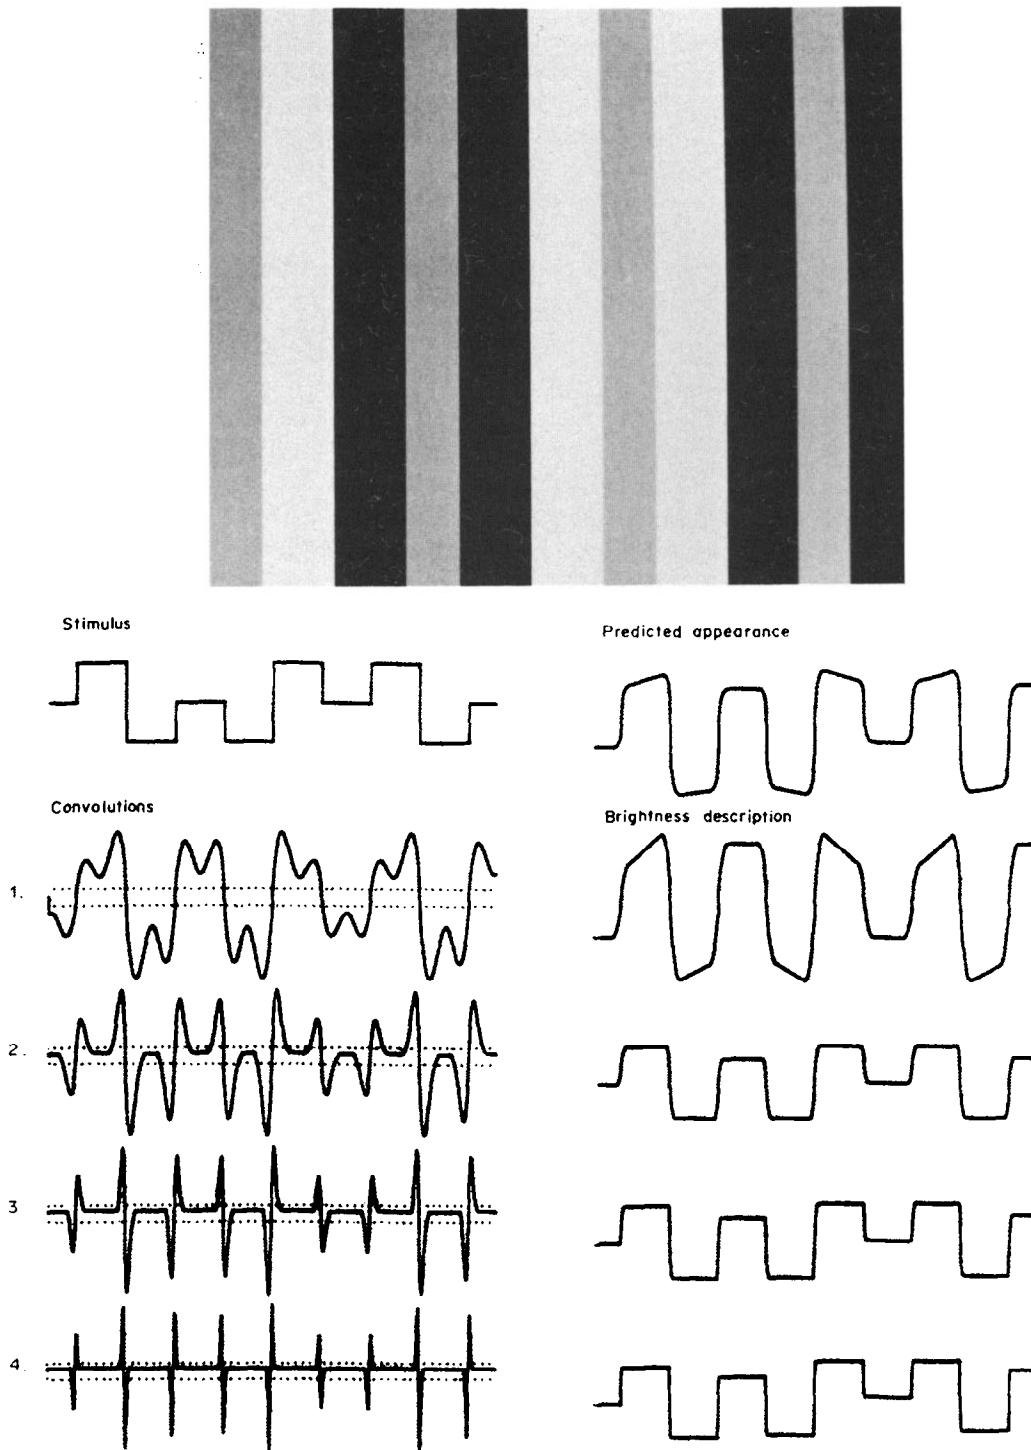 Stimulus
Predicted appearance
Convolutions
Brightness description
1.
2.
3
4.